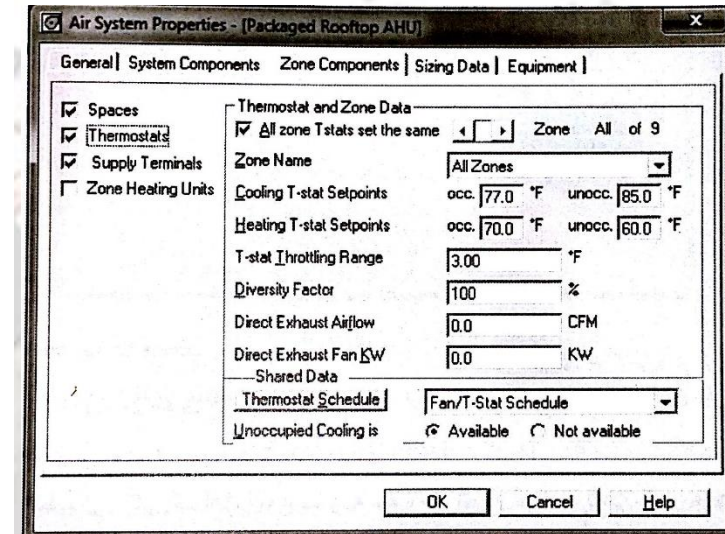 Air System Properties - [Packaged Rooftop AHU]
General System Components Zone Components Sizing Data Equipment
Spaces
Thermostats
Supply Terminals
Zone Heating Units
Thermostat and Zone Data
All zone Tstats set the same Zone All of 9
Zone Name All Zones
Cooling T-stat Setpoints occ. 77.0 °F unocc. 85.0 °F
Heating T-stat Setpoints occ. 70.0 °F unocc. 60.0 °F
T-stat Throttling Range 3.00 °F
Diversity Factor 100 %
Direct Exhaust Airflow 0.0 CFM
Direct Exhaust Fan KW 0.0 KW
Shared Data
Thermostat Schedule Fan/T-Stat Schedule
Unoccupied Cooling is Available Not available
OK Cancel Help